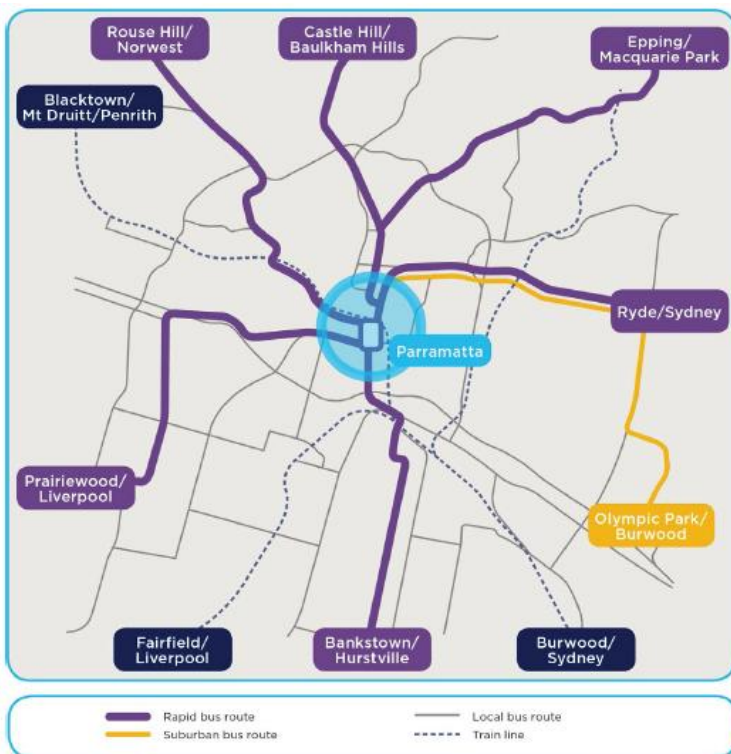 Rouse Hill/
Norwest
Castle Hill/
Baulkham Hills
Epping/
Macquarie Park
Blacktown/
Mt Druitt/Penrith
Ryde/Sydney
Parramatta
Prairiewood/
Liverpool
Olympic Park/
Burwood
Fairfield/
Liverpool
Bankstown/
Hurstville
Burwood/
Sydney
Rapid bus route
Local bus route
Suburban bus route
Train line